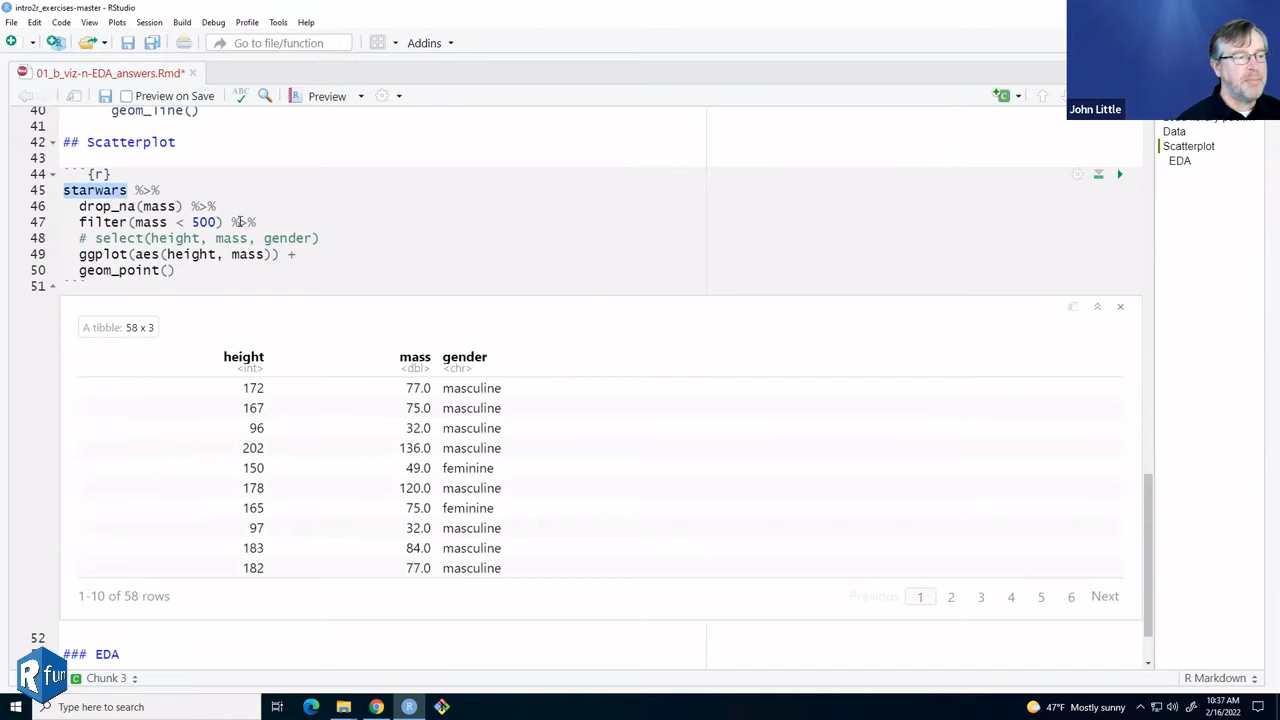 intro2r_exercises-master - RStudio
File Edit Code View Plots Session Build Debug Profile Tools Help
Go to file/function
Addins
01_b_viz-n-EDA_answers.Rmd*
Preview on Save
ABC
Preview
John Little
40 geom_line()
41
42 ## Scatterplot
43
44 ```{r}
45 starwars %>%
46 drop_na(mass) %>%
47 filter(mass < 500) %>%
48 # select(height, mass, gender)
49 ggplot(aes(height, mass)) +
50 geom_point()
51 ```
Data
Scatterplot
EDA
A tibble: 58 x 3
height mass gender
<int> <dbl> <chr>
172 77.0 masculine
167 75.0 masculine
96 32.0 masculine
202 136.0 masculine
150 49.0 feminine
178 120.0 masculine
165 75.0 feminine
97 32.0 masculine
183 84.0 masculine
182 77.0 masculine
1-10 of 58 rows
Previous 1 2 3 4 5 6 Next
52
### EDA
R fun
Chunk 3
R Markdown
Type here to search
47°F Mostly sunny
10:37 AM
2/16/2022